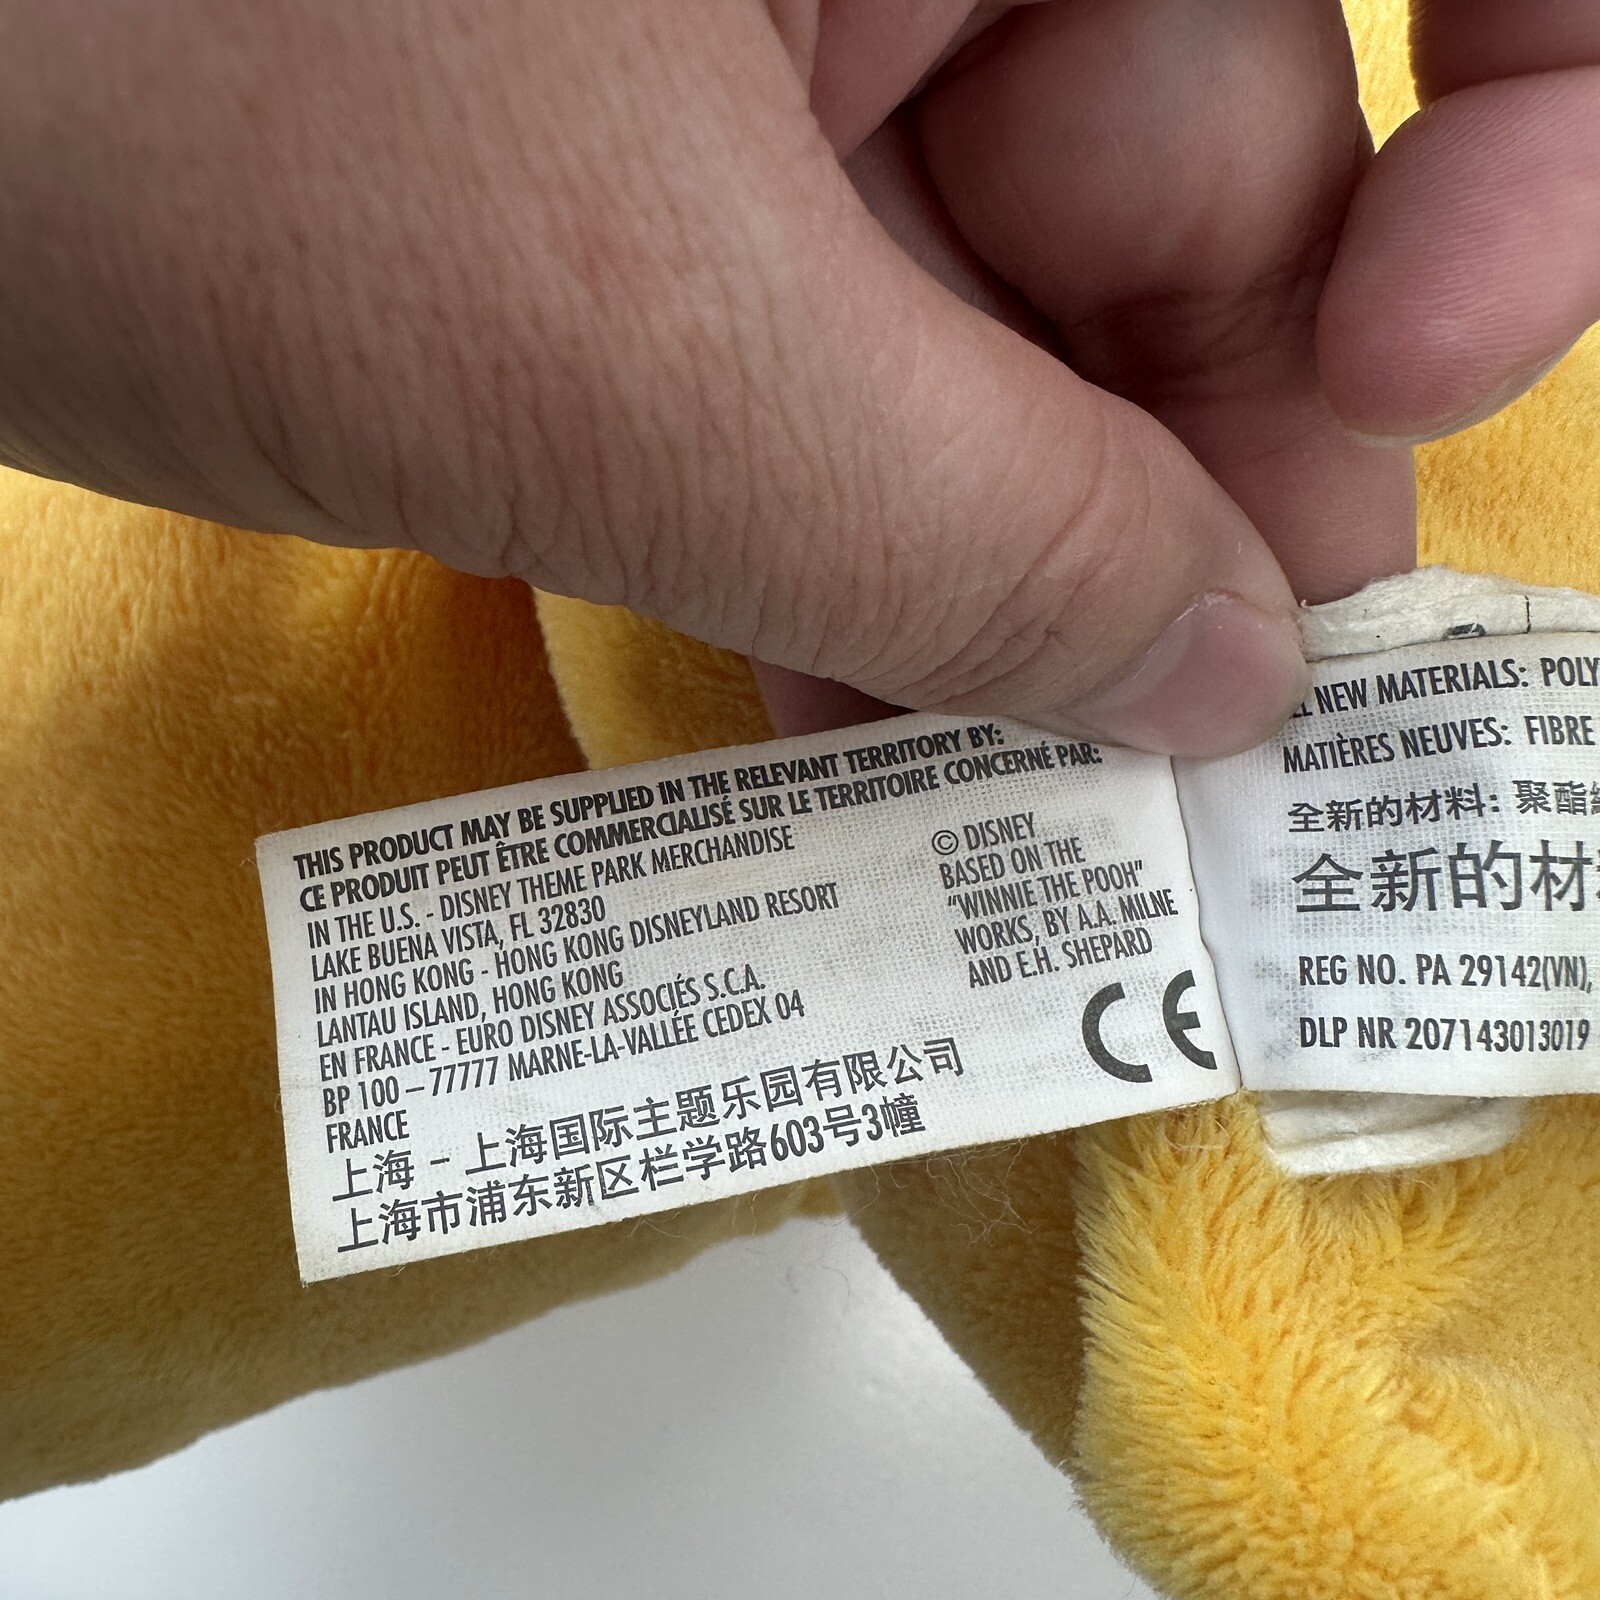 THIS PRODUCT MAY BE SUPPLIED IN THE RELEVANT TERRITORY BY:
CE PRODUIT PEUT ÊTRE COMMERCIALISÉ SUR LE TERRITOIRE CONCERNÉ PAR:
IN THE U.S. - DISNEY THEME PARK MERCHANDISE
LAKE BUENA VISTA, FL 32830
IN HONG KONG - HONG KONG DISNEYLAND RESORT
LANTAU ISLAND, HONG KONG
EN FRANCE - EURO DISNEY ASSOCIÉS S.C.A.
BP 100 – 77777 MARNE-LA-VALLÉE CEDEX 04
FRANCE
上海 - 上海国际主题乐园有限公司
上海市浦东新区栏学路603号3幢
© DISNEY
BASED ON THE
"WINNIE THE POOH"
WORKS, BY A.A. MILNE
AND E.H. SHEPARD
CE
NEW MATERIALS: POLY
MATIÈRES NEUVES: FIBRE
全新的材料: 聚酯
全新的材
REG NO. PA 29142(VN),
DLP NR 207143013019